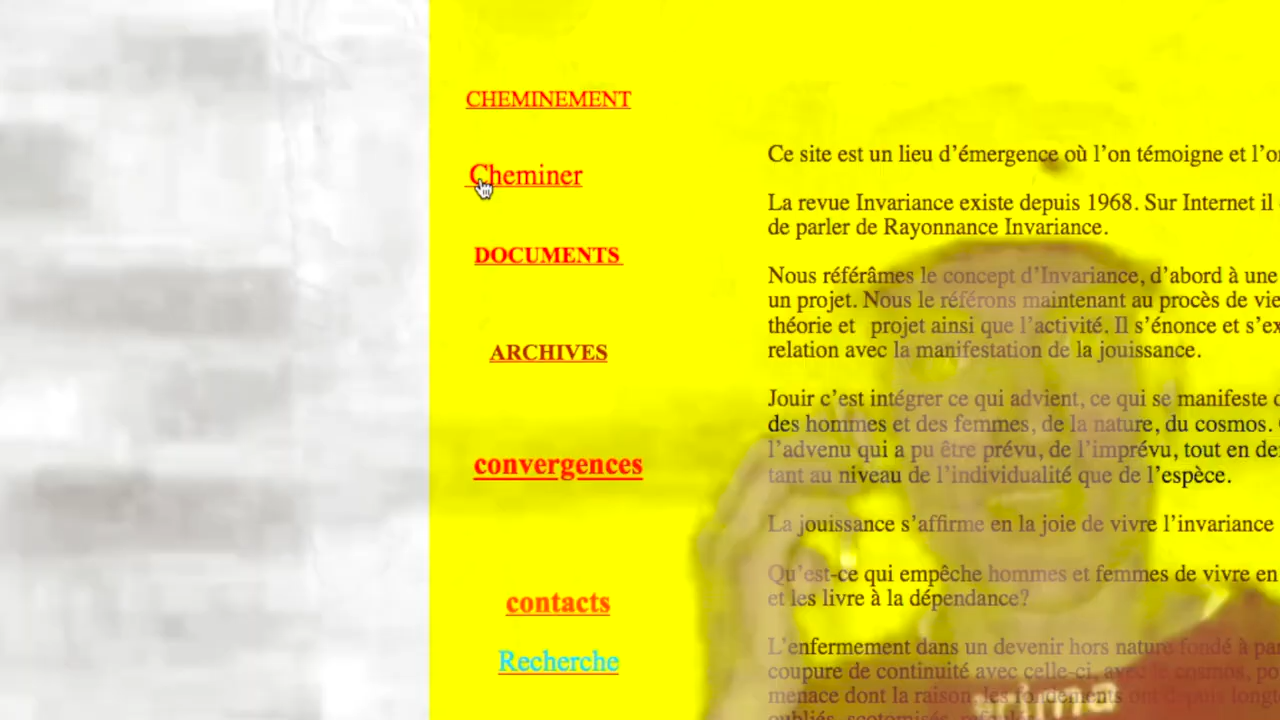 CHEMINEMENT
Cheminer
DOCUMENTS
ARCHIVES
convergences
contacts
Recherche
Ce site est un lieu d’émergence où l’on témoigne et l’o
La revue Invariance existe depuis 1968. Sur Internet il
de parler de Rayonnance Invariance.
Nous référâmes le concept d’Invariance, d’abord à une
un projet. Nous le référons maintenant au procès de vie
théorie et projet ainsi que l’activité. Il s’énonce et s’ex
relation avec la manifestation de la jouissance.
Jouir c’est intégrer ce qui advient, ce qui se manifeste
des hommes et des femmes, de la nature, du cosmos.
l’advenu qui a pu être prévu, de l’imprévu, tout en de
tant au niveau de l’individualité que de l’espèce.
La jouissance s’affirme en la joie de vivre l’invariance
Qu’est-ce qui empêche hommes et femmes de vivre en
et les livre à la dépendance?
L’enfermement dans un devenir hors nature fondé à pa
coupure de continuité avec celle-ci, avec le cosmos, po
menace dont la raison, les fondements ont depuis longt